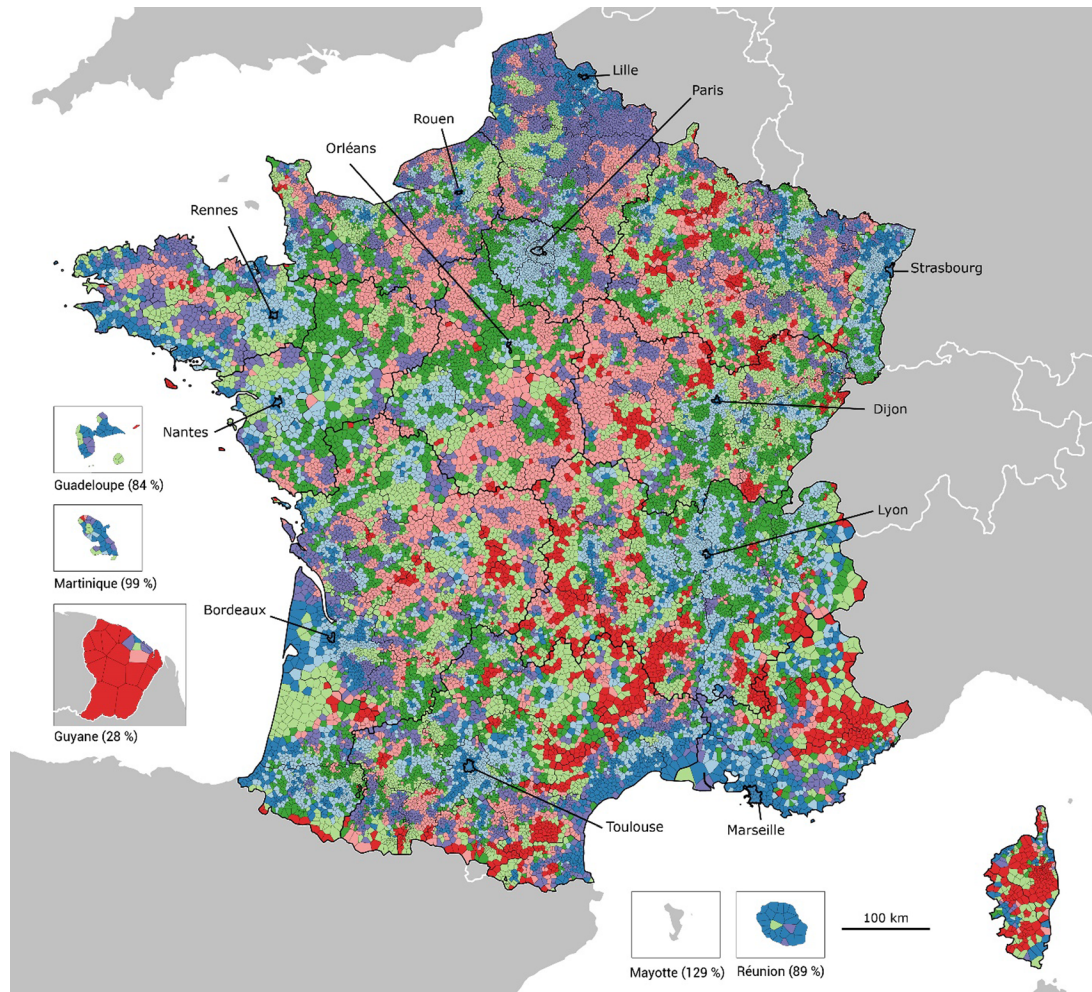 Lille
Paris
Rouen
Orléans
Rennes
Strasbourg
Nantes
Dijon
Guadeloupe (84 %)
Lyon
Martinique (99 %)
Bordeaux
Guyane (28 %)
Toulouse
Marseille
100 km
Mayotte (129 %)
Réunion (89 %)